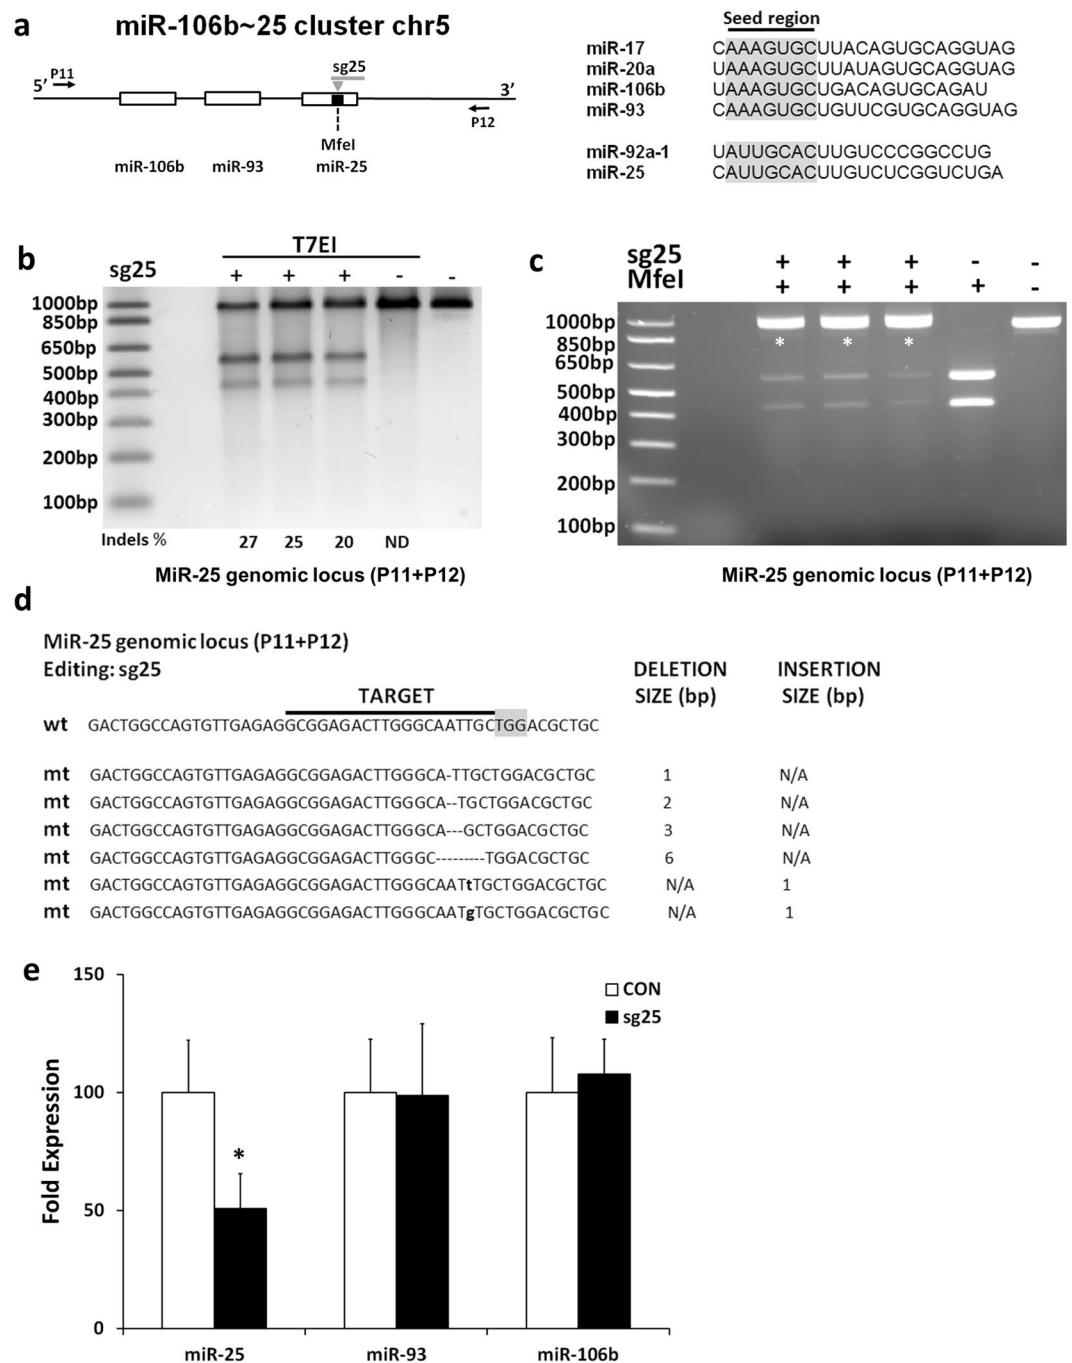 a
miR-106b~25 cluster chr5
5’
P11
sg25
3’
P12
MfeI
miR-106b miR-93 miR-25
Seed region
miR-17 CAAAGUGCUUACAGUGCAGGUAG
miR-20a UAAAGUGCUUAUAGUGCAGGUAG
miR-106b UAAAGUGCUGACAGUGCAGAU
miR-93 CAAAGUGCUGUUCGUGCAGGUAG
miR-92a-1 UAUUGCACUUGUCCCGGCCUG
miR-25 CAUUGCACUUGUCUCGGUCUGA
b
T7EI
sg25 + + + - -
1000bp
850bp
650bp
500bp
400bp
300bp
200bp
100bp
Indels % 27 25 20 ND
MiR-25 genomic locus (P11+P12)
c
sg25 + + + - -
MfeI + + + + -
1000bp
850bp
* * *
650bp
500bp
400bp
300bp
200bp
100bp
MiR-25 genomic locus (P11+P12)
d
MiR-25 genomic locus (P11+P12)
Editing: sg25
DELETION SIZE (bp)
INSERTION SIZE (bp)
TARGET
wt GACTGGCCAGTGTTGAGAGGCGGAGACTTGGGCAATTGCTGGACGCTGC
mt GACTGGCCAGTGTTGAGAGGCGGAGACTTGGGCA-TTGCTGGACGCTGC 1 N/A
mt GACTGGCCAGTGTTGAGAGGCGGAGACTTGGGCA--TGCTGGACGCTGC 2 N/A
mt GACTGGCCAGTGTTGAGAGGCGGAGACTTGGGCA---GCTGGACGCTGC 3 N/A
mt GACTGGCCAGTGTTGAGAGGCGGAGACTTGGGC---------TGGACGCTGC 6 N/A
mt GACTGGCCAGTGTTGAGAGGCGGAGACTTGGGCAATtTGCTGGACGCTGC N/A 1
mt GACTGGCCAGTGTTGAGAGGCGGAGACTTGGGCAATgTGCTGGACGCTGC N/A 1
e
Fold Expression
150
100
50
0
*
CON
sg25
miR-25 miR-93 miR-106b